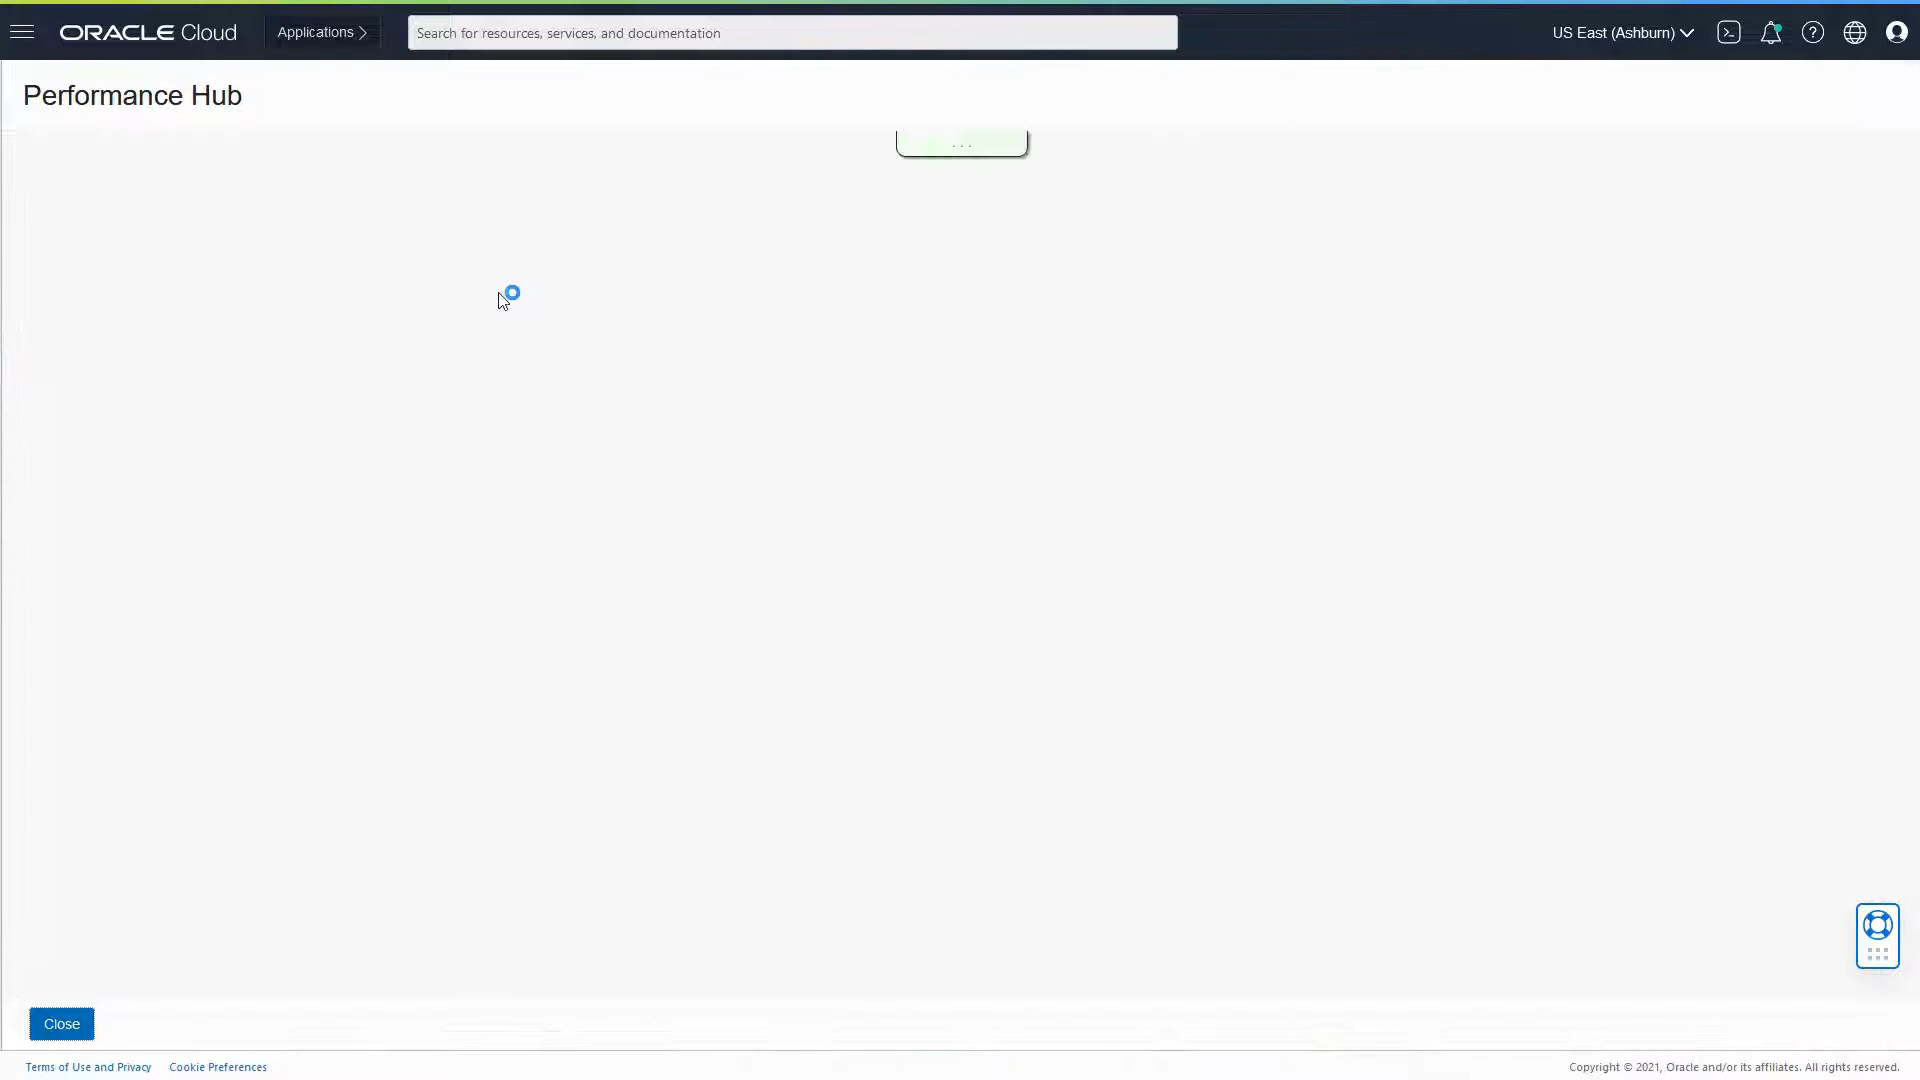 ORACLE Cloud
Applications
Search for resources, services, and documentation
US East (Ashburn)
Performance Hub
. . .
Close
Terms of Use and Privacy
Cookie Preferences
Copyright © 2021, Oracle and/or its affiliates. All rights reserved.